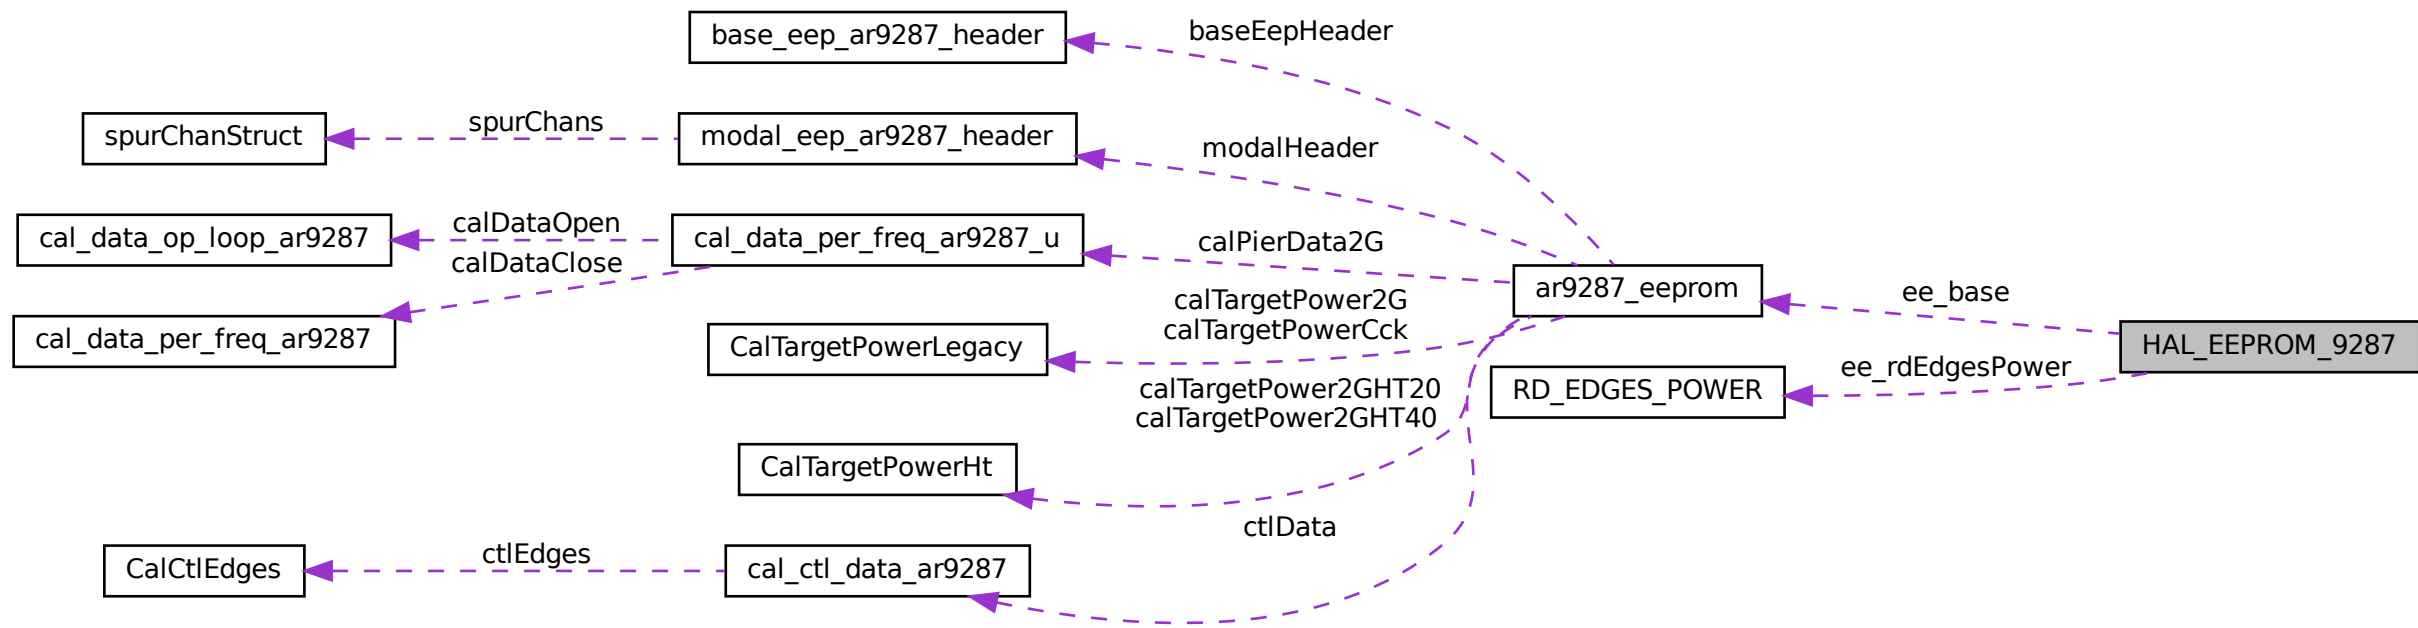 base_eep_ar9287_header
baseEepHeader
spurChanStruct
spurChans
modal_eep_ar9287_header
modalHeader
cal_data_op_loop_ar9287
calDataOpen
calDataClose
cal_data_per_freq_ar9287_u
calPierData2G
cal_data_per_freq_ar9287
CalTargetPowerLegacy
calTargetPower2G
calTargetPowerCck
ar9287_eeprom
ee_base
HAL_EEPROM_9287
ee_rdEdgesPower
RD_EDGES_POWER
calTargetPower2GHT20
calTargetPower2GHT40
CalTargetPowerHt
ctlData
CalCtlEdges
ctlEdges
cal_ctl_data_ar9287